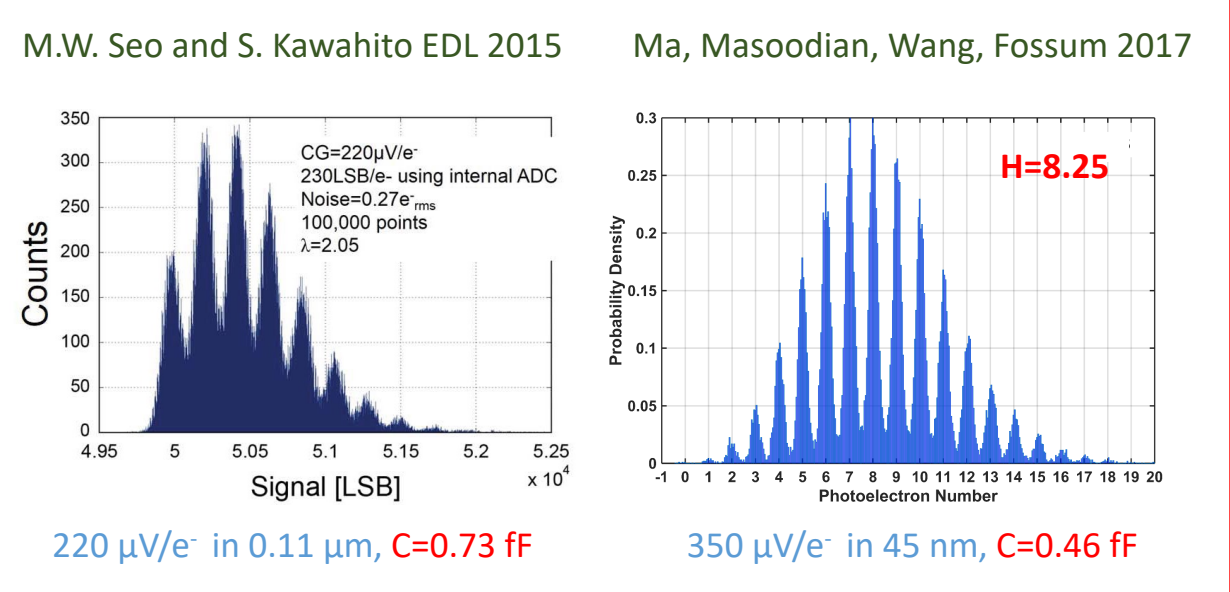 M.W. Seo and S. Kawahito EDL 2015
350
300
250
200
150
100
50
0
Counts
CG=220µV/e-
230LSB/e- using internal ADC
Noise=0.27e-rms
100,000 points
λ=2.05
4.95 5 5.05 5.1 5.15 5.2 5.25
x 10^4
Signal [LSB]
220 µV/e- in 0.11 µm, C=0.73 fF
Ma, Masoodian, Wang, Fossum 2017
0.3
0.25
0.2
0.15
0.1
0.05
0
Probability Density
H=8.25
-1 0 1 2 3 4 5 6 7 8 9 10 11 12 13 14 15 16 17 18 19 20
Photoelectron Number
350 µV/e- in 45 nm, C=0.46 fF